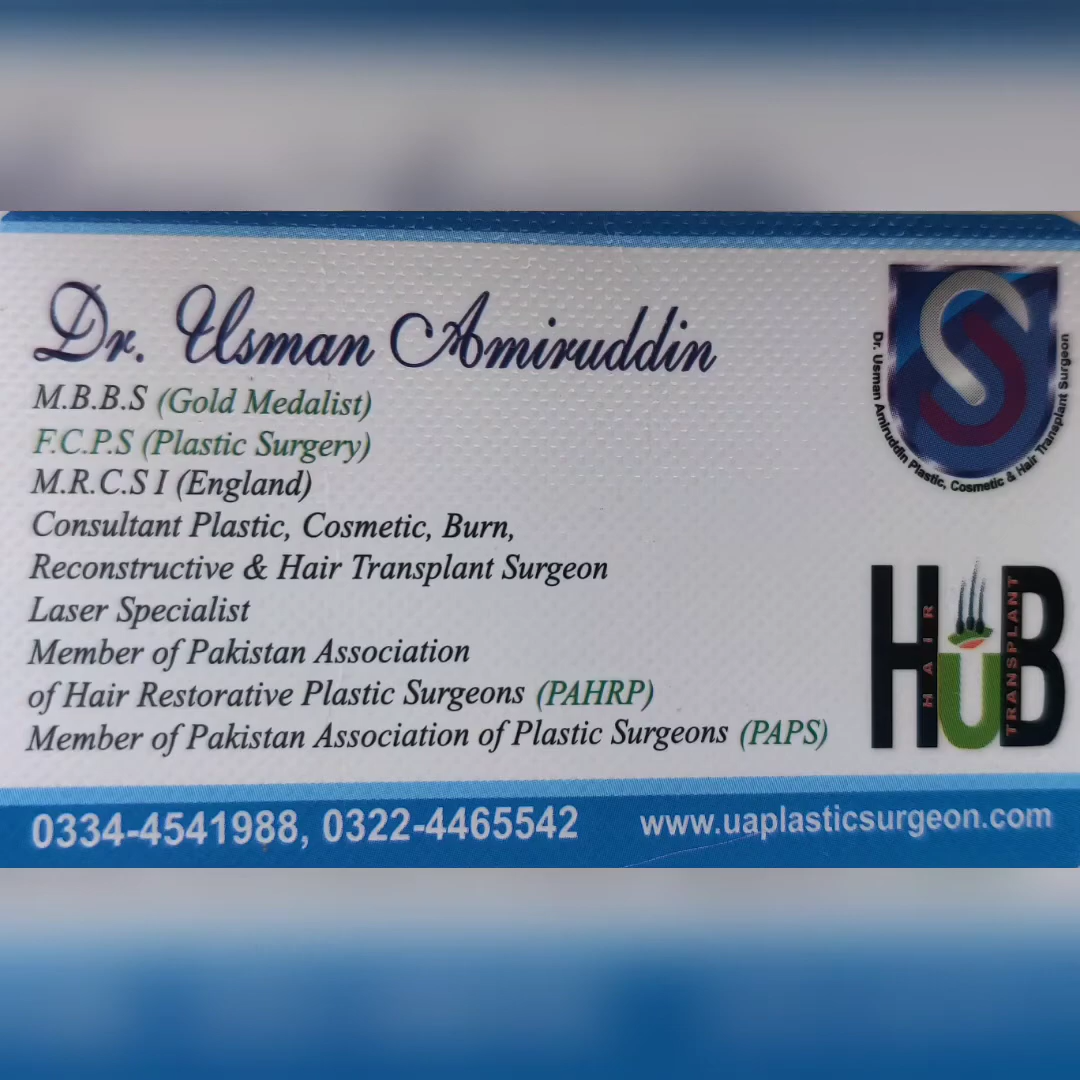 Dr. Usman Amiruddin
M.B.B.S (Gold Medalist)
F.C.P.S (Plastic Surgery)
M.R.C.S I (England)
Consultant Plastic, Cosmetic, Burn,
Reconstructive & Hair Transplant Surgeon
Laser Specialist
Member of Pakistan Association
of Hair Restorative Plastic Surgeons (PAHRP)
Member of Pakistan Association of Plastic Surgeons (PAPS)
Dr. Usman Amiruddin Plastic, Cosmetic & Hair Transplant Surgeon
HUB
HAIR
TRANSPLANT
0334-4541988, 0322-4465542
www.uaplasticsurgeon.com